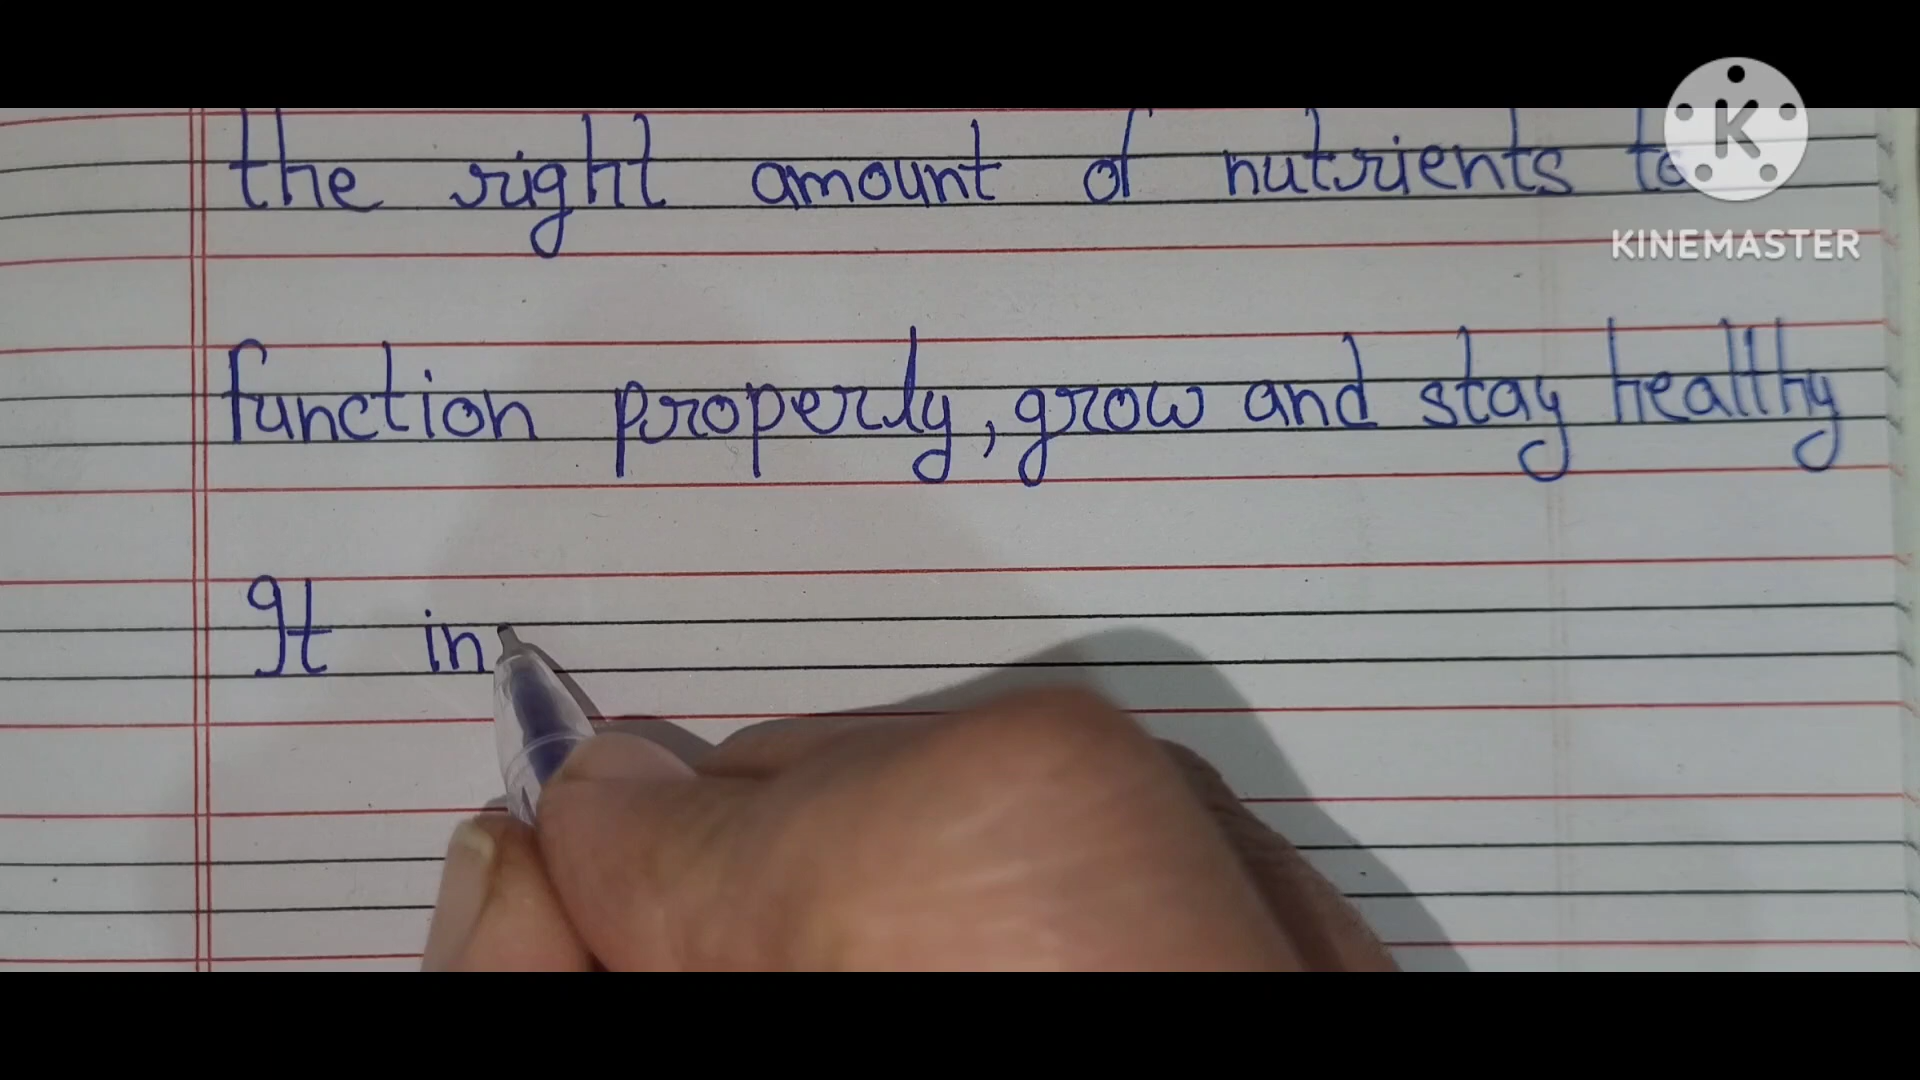 the right amount of nutrients to
KINEMASTER
function properly, grow and stay healthy
It in